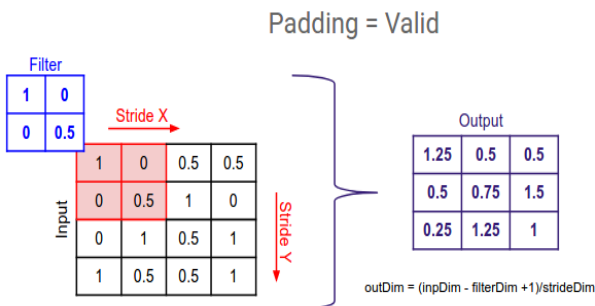 Padding = Valid
Filter
1 0
0 0.5
Stride X
Input
1 0 0.5 0.5
0 0.5 1 0
0 1 0.5 1
1 0.5 0.5 1
Stride Y
Output
1.25 0.5 0.5
0.5 0.75 1.5
0.25 1.25 1
outDim = (inpDim - filterDim +1)/strideDim